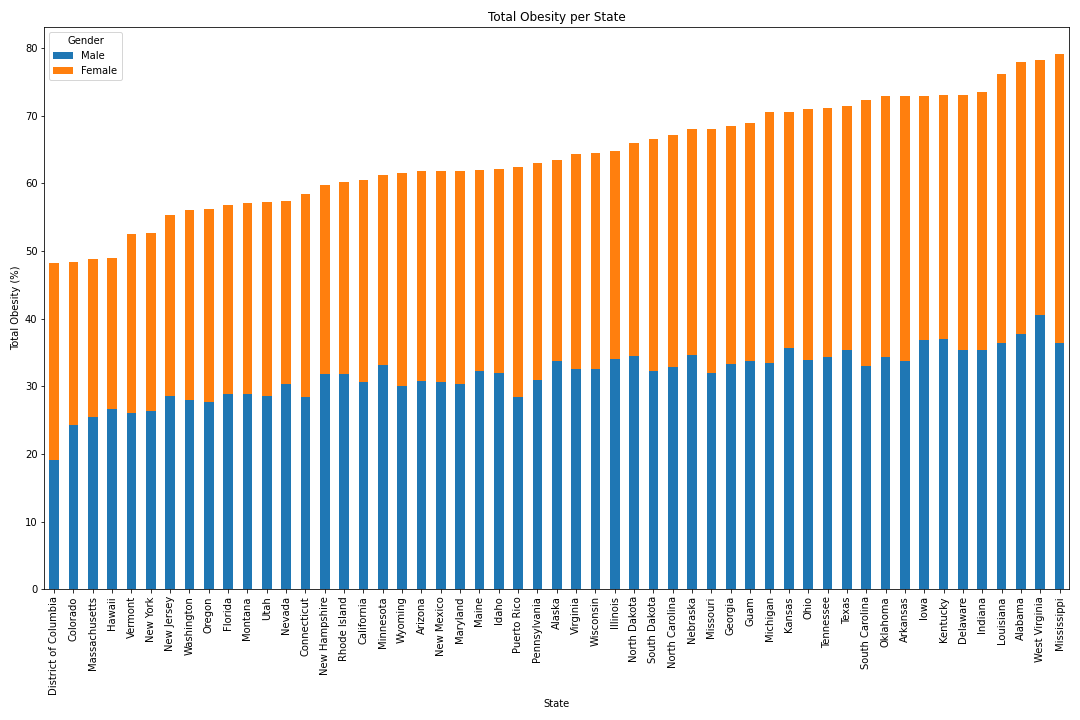 Total Obesity per State
Gender
Male
Female
Total Obesity (%)
80
70
60
50
40
30
20
10
0
District of Columbia
Colorado
Massachusetts
Hawaii
Vermont
New York
New Jersey
Washington
Oregon
Florida
Montana
Utah
Nevada
Connecticut
New Hampshire
Rhode Island
California
Minnesota
Wyoming
Arizona
New Mexico
Maryland
Maine
Idaho
Puerto Rico
Pennsylvania
Alaska
Virginia
Wisconsin
Illinois
North Dakota
South Dakota
North Carolina
Nebraska
Missouri
Georgia
Guam
Michigan
Kansas
Ohio
Tennessee
Texas
South Carolina
Oklahoma
Arkansas
Iowa
Kentucky
Delaware
Indiana
Louisiana
Alabama
West Virginia
Mississippi
State